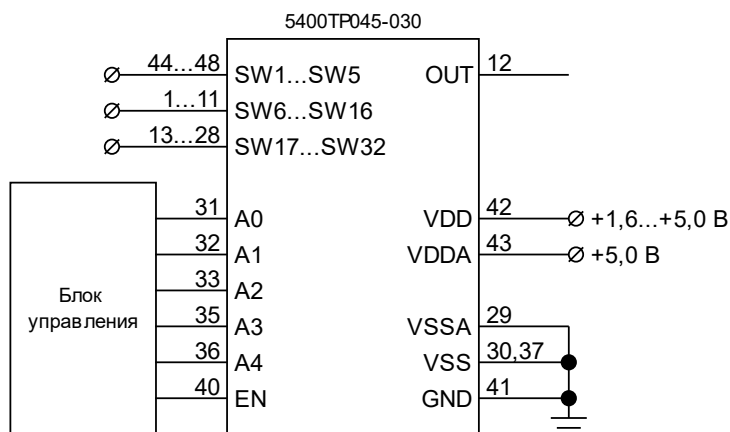 5400ТР045-030
44...48 SW1...SW5 OUT 12
1...11 SW6...SW16
13...28 SW17...SW32
31 A0 VDD 42 +1,6...+5,0 В
32 A1 VDDA 43 +5,0 В
33 A2
Блок
управления
35 A3 VSSA 29
36 A4 VSS 30,37
40 EN GND 41